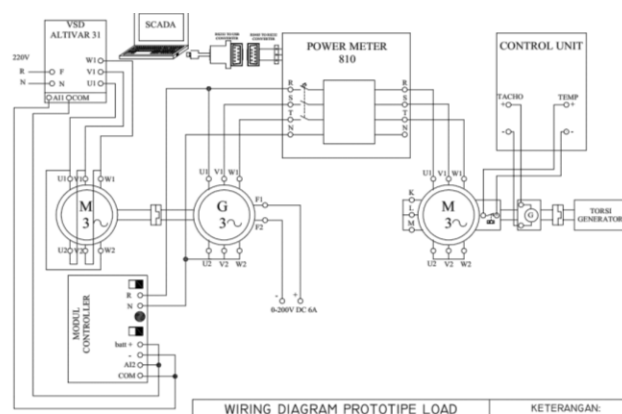 VSD
ALTIVAR 31
220V
R
N
F
N
W1
V1
U1
AI1
COM
SCADA
POWER METER
810
R
S
T
N
R
S
T
N
CONTROL UNIT
TACHO
TEMP
+
-
+
-
U1
V1
W1
M
3
U2
V2
W2
U1
V1
W1
G
3
F1
F2
U2
V2
W2
-
+
0-200V DC 6A
U1
V1
W1
K
L
M
M
3
U2
V2
W2
G
TORSI
GENERATOR
MODUL
CONTROLLER
R
N
batt +
-
AI2
COM
WIRING DIAGRAM PROTOTIPE LOAD
KETERANGAN: